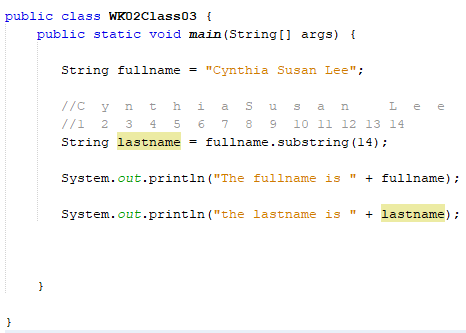 public class WK02Class03 {
public static void main(String[] args) {
String fullname = "Cynthia Susan Lee";
//C y n t h i a S u s a n   L e e
//1 2 3 4 5 6 7 8 9 10 11 12 13 14
String lastname = fullname.substring(14);
System.out.println("The fullname is " + fullname);
System.out.println("the lastname is " + lastname);
}
}